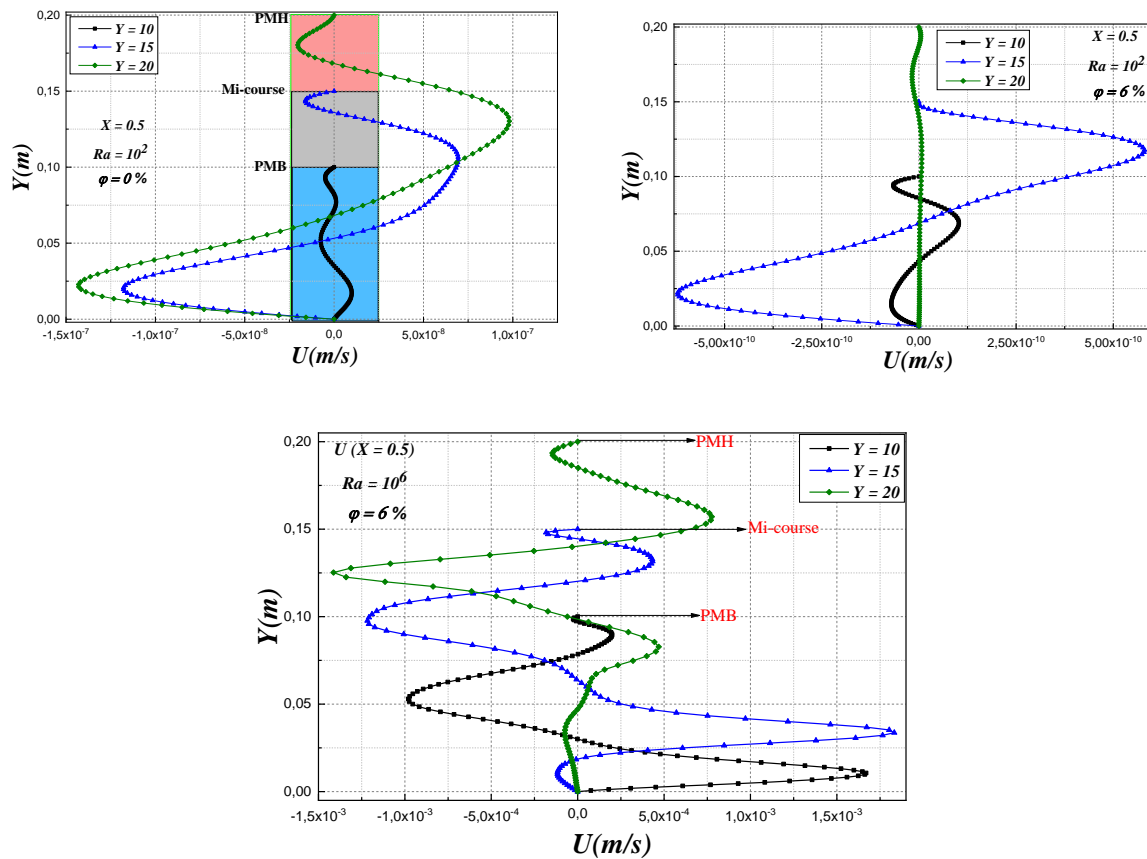 0,20
0,15
0,10
0,05
0,00
Y(m)
Y = 10
Y = 15
Y = 20
X = 0.5
Ra = 10²
φ = 0 %
PMH
Mi-course
PMB
-1,5x10⁻⁷
-1,0x10⁻⁷
-5,0x10⁻⁸
0,0
5,0x10⁻⁸
1,0x10⁻⁷
U(m/s)
0,20
0,15
0,10
0,05
0,00
Y(m)
Y = 10
Y = 15
Y = 20
X = 0.5
Ra = 10²
φ = 6 %
-5,00x10⁻¹⁰
-2,50x10⁻¹⁰
0,00
2,50x10⁻¹⁰
5,00x10⁻¹⁰
U(m/s)
0,20
0,15
0,10
0,05
0,00
Y(m)
U (X = 0.5)
Ra = 10⁶
φ = 6 %
PMH
Mi-course
PMB
Y = 10
Y = 15
Y = 20
-1,5x10⁻³
-1,0x10⁻³
-5,0x10⁻⁴
0,0
5,0x10⁻⁴
1,0x10⁻³
1,5x10⁻³
U(m/s)